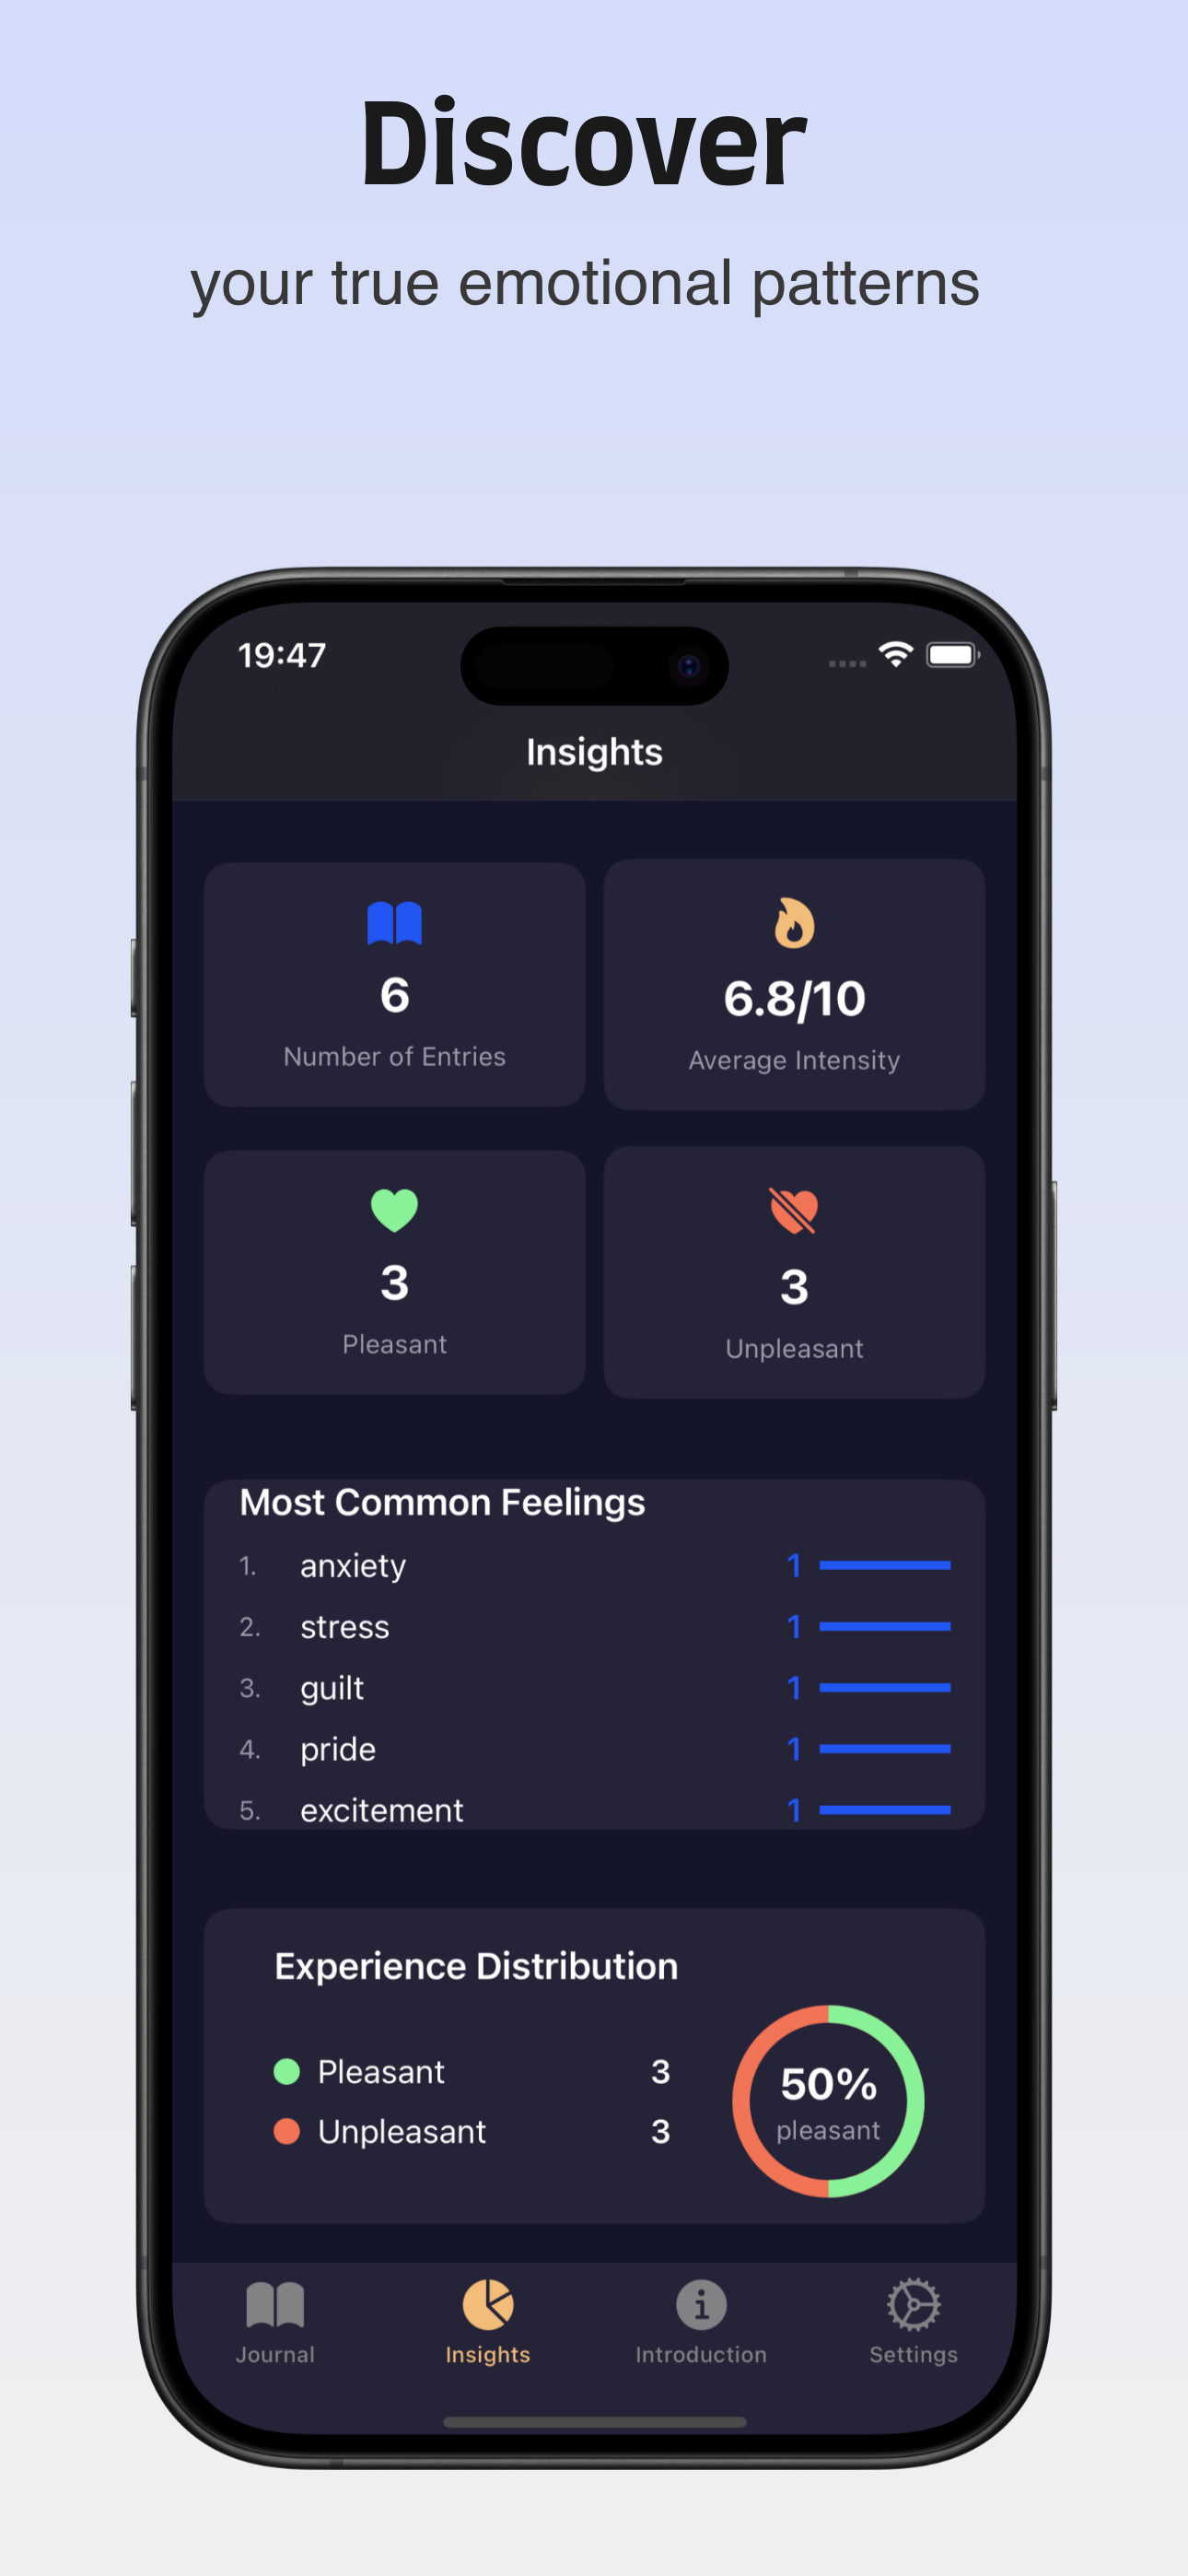 Discover
your true emotional patterns
19:47
Insights
6
Number of Entries
6.8/10
Average Intensity
3
Pleasant
3
Unpleasant
Most Common Feelings
1. anxiety 1
2. stress 1
3. guilt 1
4. pride 1
5. excitement 1
Experience Distribution
Pleasant 3
Unpleasant 3
50%
pleasant
Journal Insights Introduction Settings